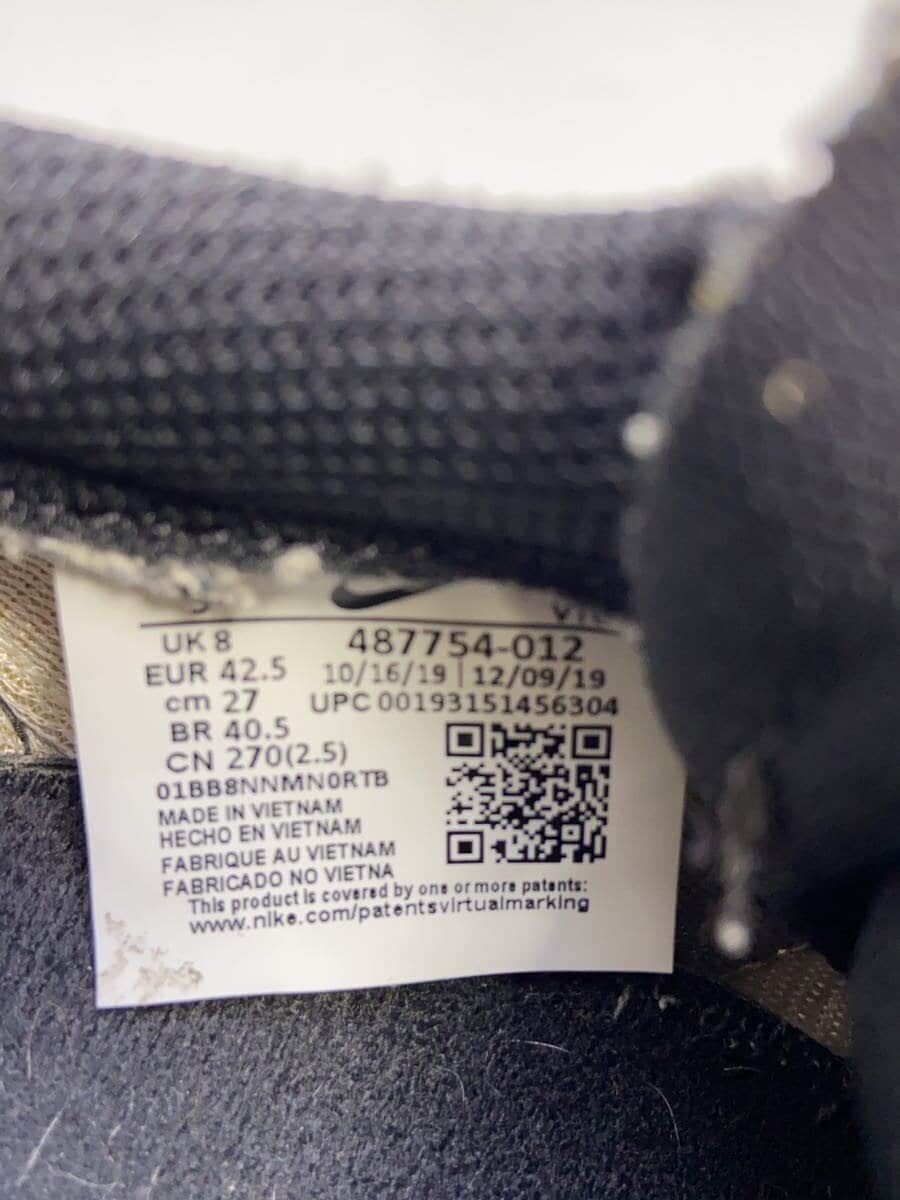 UK 8 487754-012
EUR 42.5 10/16/19 | 12/09/19
cm 27 UPC 00193151456304
BR 40.5
CN 270(2.5)
01BB8NNMN0RTB
MADE IN VIETNAM
HECHO EN VIETNAM
FABRIQUE AU VIETNAM
FABRICADO NO VIETNA
This product is covered by one or more patents:
www.nike.com/patentsvirtualmarking